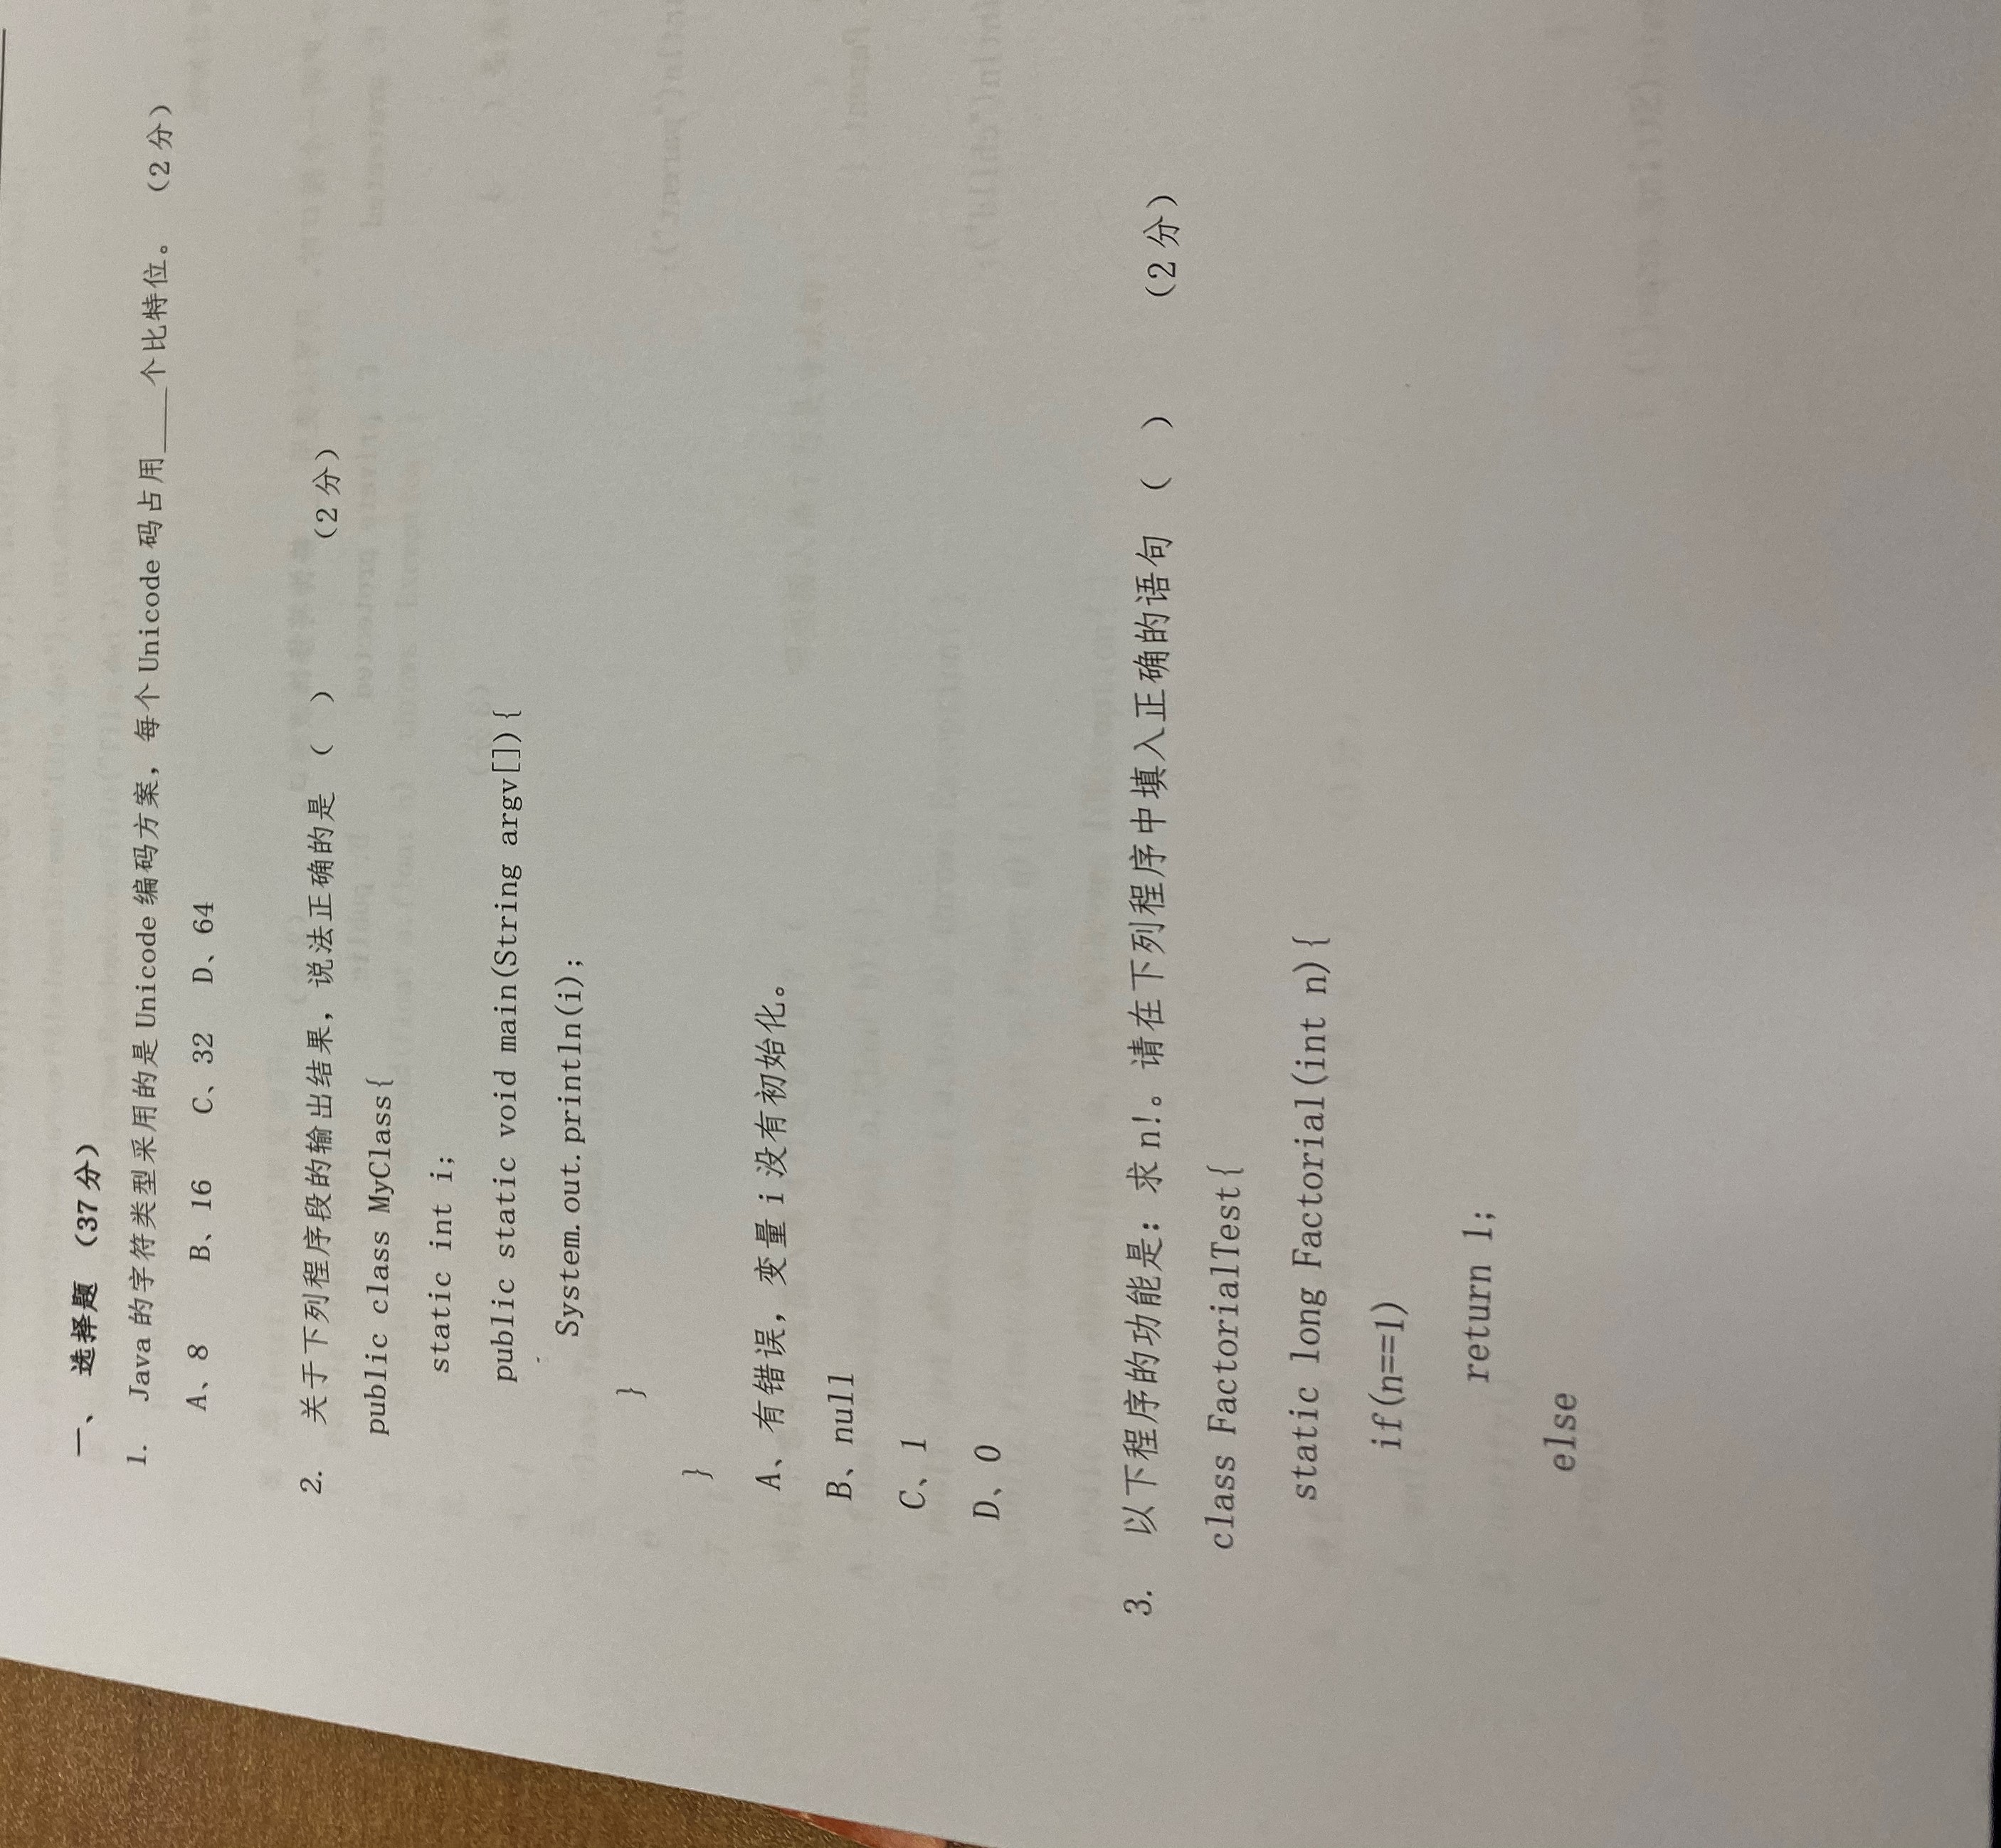 一、 选择题 （37 分）
1. Java 的字符类型采用的是 Unicode 编码方案，每个 Unicode 码占用____个比特位。 （2 分）
A、8 B、16 C、32 D、64
2. 关于下列程序段的输出结果，说法正确的是 （ ） （2 分）
public class MyClass{
static int i;
public static void main(String argv[]){
System.out.println(i);
}
}
A、有错误，变量 i 没有初始化。
B、null
C、1
D、0
3. 以下程序的功能是：求 n!。请在下列程序中填入正确的语句 （ ） （2 分）
class FactorialTest{
static long Factorial(int n){
if(n==1)
return 1;
else